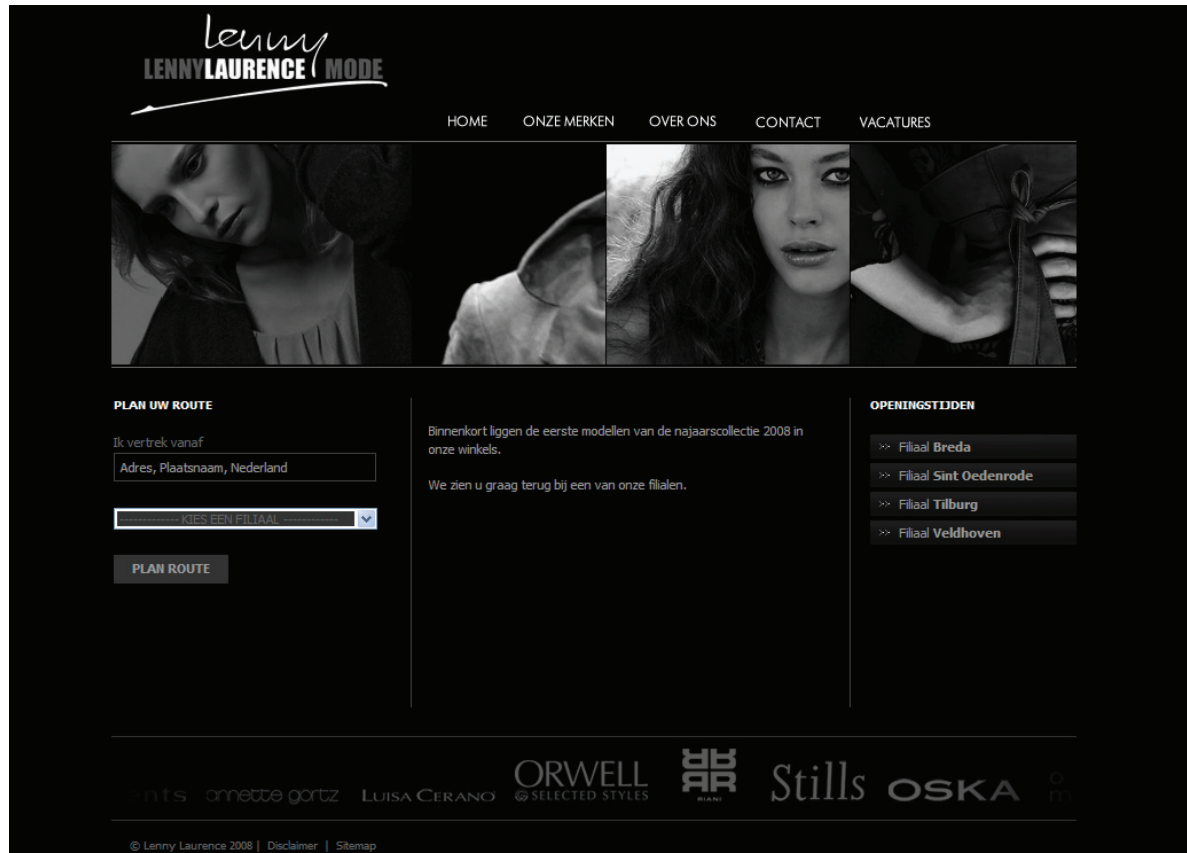 Lenny
LENNYLAURENCE MODE
HOME ONZE MERKEN OVER ONS CONTACT VACATURES
PLAN UW ROUTE
Ik vertrek vanaf
Adres, Plaatsnaam, Nederland
------------- KIES EEN FILIAAL ------------
PLAN ROUTE
Binnenkort liggen de eerste modellen van de najaarscollectie 2008 in
onze winkels.
We zien u graag terug bij een van onze filialen.
OPENINGSTIJDEN
>> Filiaal Breda
>> Filiaal Sint Oedenrode
>> Filiaal Tilburg
>> Filiaal Veldhoven
nts annette görtz LUISA CERANO ORWELL
SELECTED STYLES
RIANI
Stills OSKA
© Lenny Laurence 2008 | Disclaimer | Sitemap